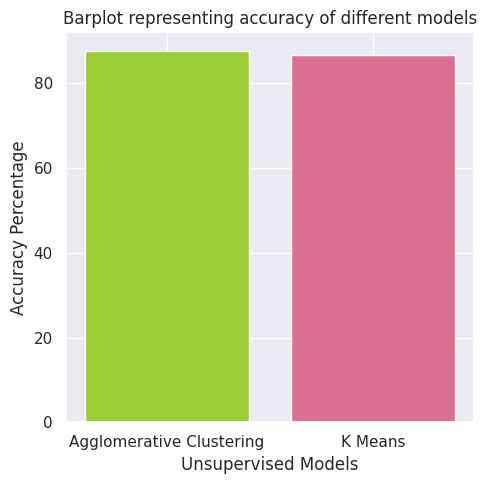 Barplot representing accuracy of different models
Accuracy Percentage
80
60
40
20
0
Agglomerative Clustering
K Means
Unsupervised Models